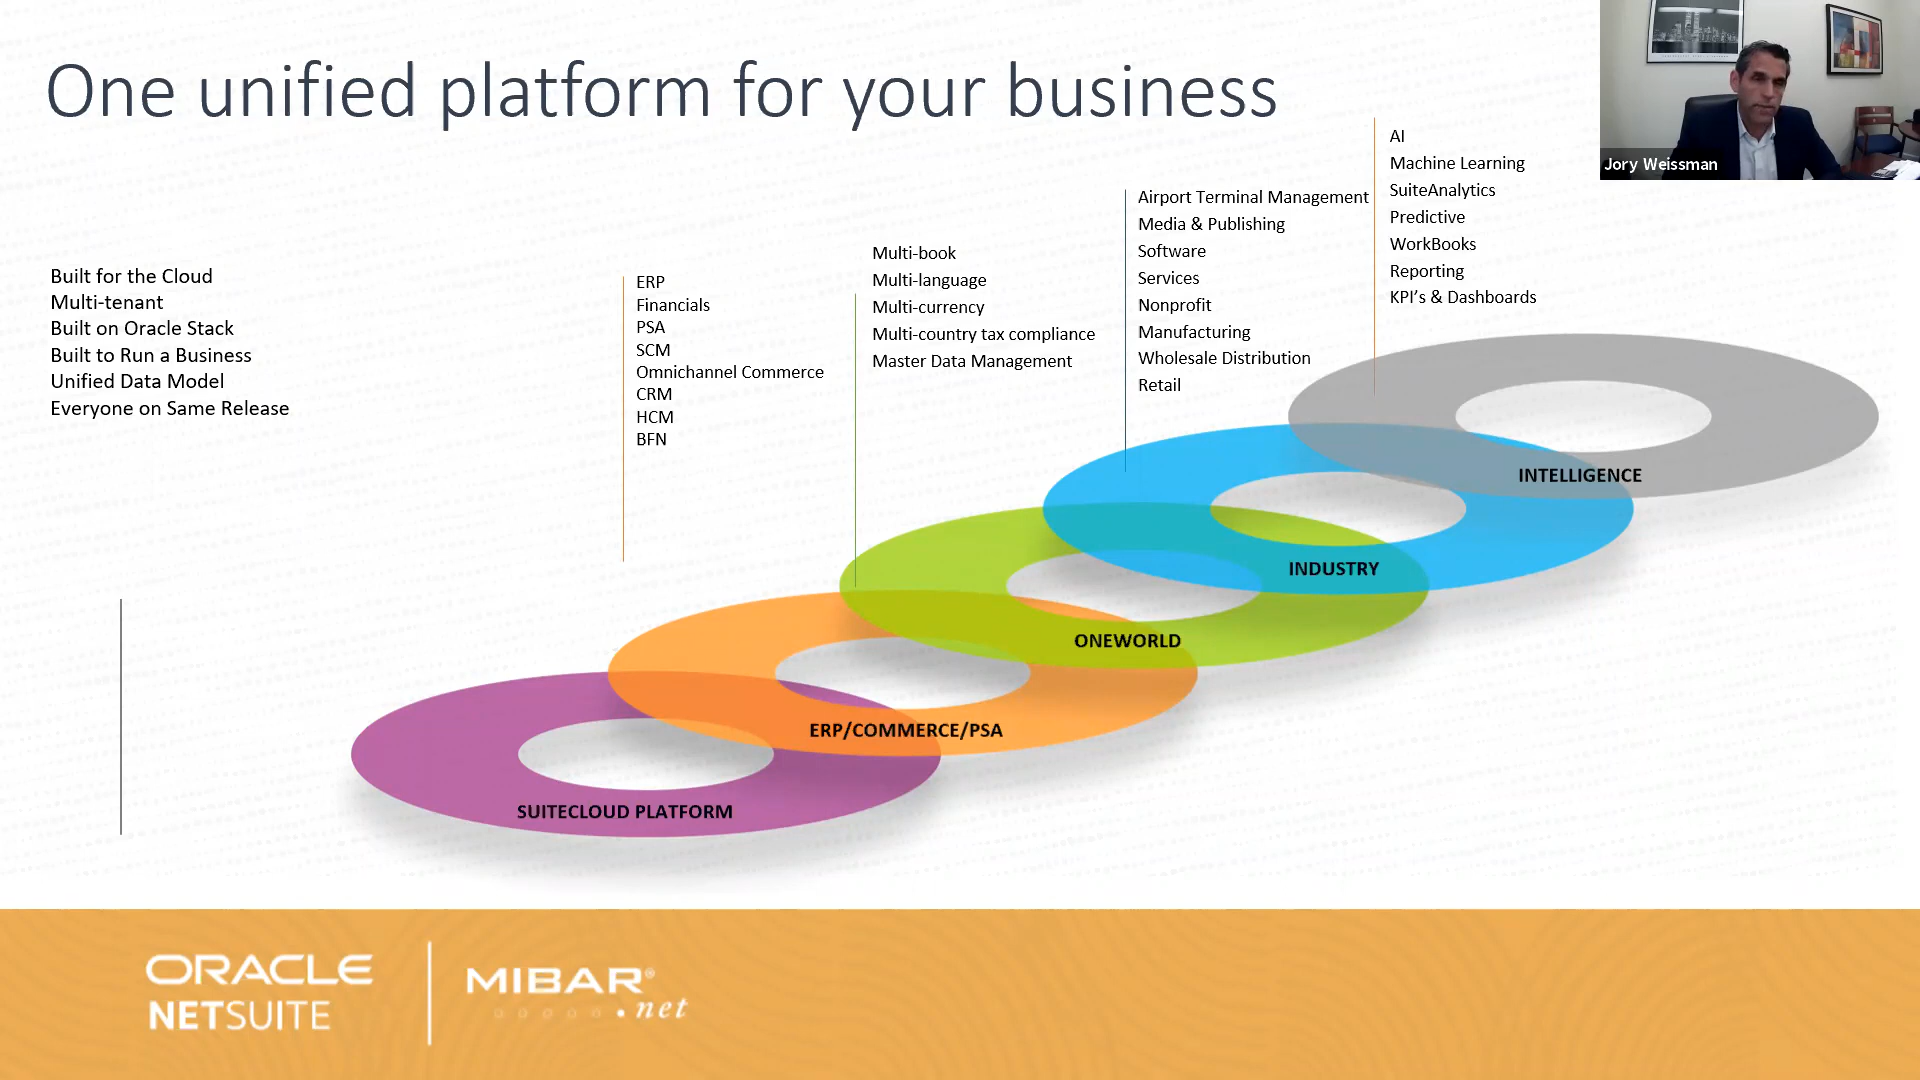 One unified platform for your business
Jory Weissman
Built for the Cloud
Multi-tenant
Built on Oracle Stack
Built to Run a Business
Unified Data Model
Everyone on Same Release
ERP
Financials
PSA
SCM
Omnichannel Commerce
CRM
HCM
BFN
Multi-book
Multi-language
Multi-currency
Multi-country tax compliance
Master Data Management
Airport Terminal Management
Media & Publishing
Software
Services
Nonprofit
Manufacturing
Wholesale Distribution
Retail
AI
Machine Learning
SuiteAnalytics
Predictive
WorkBooks
Reporting
KPI’s & Dashboards
INTELLIGENCE
INDUSTRY
ONEWORLD
ERP/COMMERCE/PSA
SUITECLOUD PLATFORM
ORACLE
NETSUITE
MIBAR®
.net